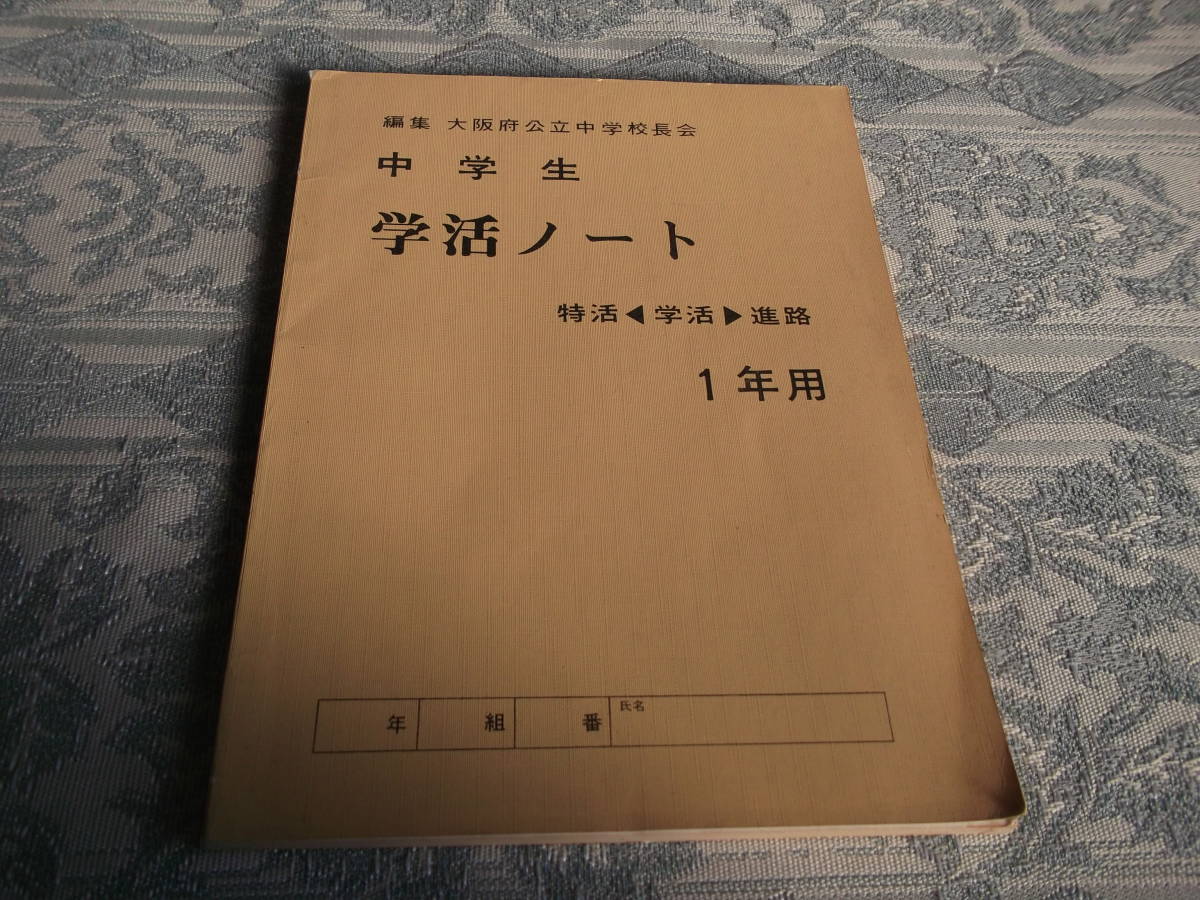 編集 大阪府公立中学校長会
中学生
学活ノート
特活◀学活▶進路
1年用
年 組 番 氏名